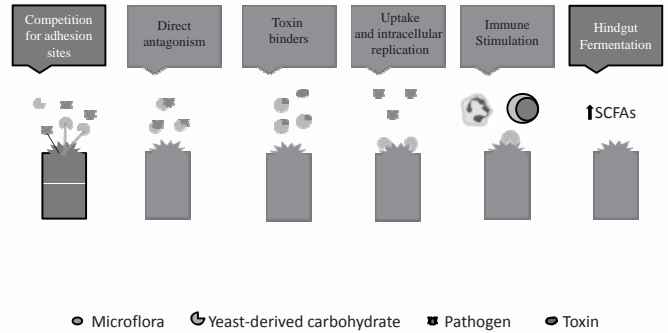 Competition
for adhesion
sites
Direct
antagonism
Toxin
binders
Uptake
and intracellular
replication
Immune
Stimulation
Hindgut
Fermentation
⬆SCFAs
Microflora
Yeast-derived carbohydrate
Pathogen
Toxin